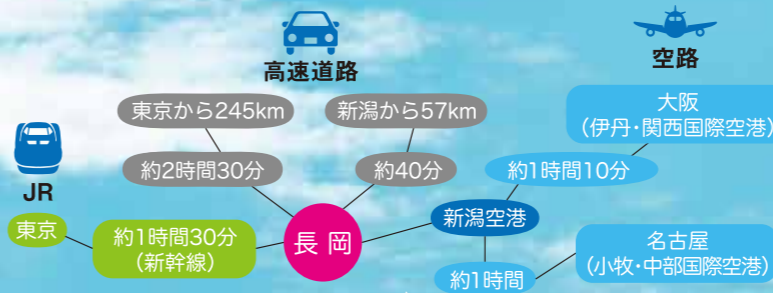 高速道路
空路
JR
東京から245km
新潟から57km
大阪
(伊丹・関西国際空港)
約2時間30分
約40分
約1時間10分
東京
約1時間30分
(新幹線)
長岡
新潟空港
約1時間
名古屋
(小牧・中部国際空港)